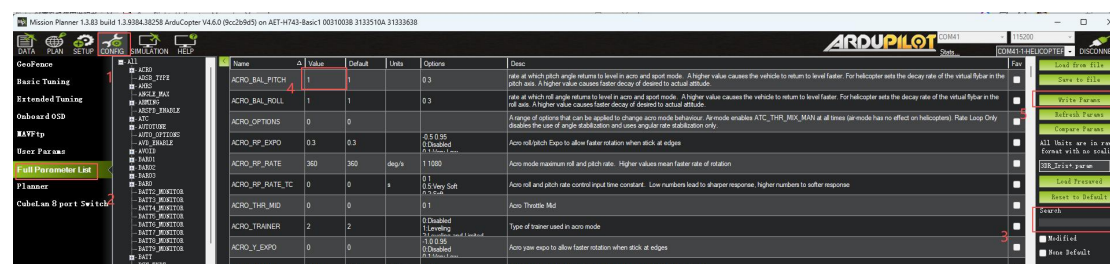 Mission Planner 1.3.83 build 1.3.9384.38258 ArduCopter V4.6.0 (9cc2b9d5) on AET-H743-Basic1 00310038 3133510A 31333638
DATA PLAN SETUP CONFIG SIMULATION HELP
ARDUPILOT
COM41 115200
Stats... COM41-1-HELICOPTER DISCONNE
1
GeoFence
Basic Tuning
Extended Tuning
Onboard OSD
MAVFtp
User Params
Full Parameter List
Planner
CubeLan 8 port Switch
2
All
ACRO
ADSB_TYPE
AHRS
ANGLE_MAX
ARMING
ARSPD_ENABLE
ATC
AUTOTUNE
AUTO_OPTIONS
AVD_ENABLE
AVOID
BARO1
BARO2
BARO3
BARO
BATT2_MONITOR
BATT3_MONITOR
BATT4_MONITOR
BATT5_MONITOR
BATT6_MONITOR
BATT7_MONITOR
BATT8_MONITOR
BATT9_MONITOR
BATT
Name Value Default Units Options Desc Fav
ACRO_BAL_PITCH 1 1 0 3 rate at which pitch angle returns to level in acro and sport mode. A higher value causes the vehicle to return to level faster. For helicopter sets the decay rate of the virtual flybar in the
pitch axis. A higher value causes faster decay of desired to actual attitude.
4
ACRO_BAL_ROLL 1 1 0 3 rate at which roll angle returns to level in acro and sport mode. A higher value causes the vehicle to return to level faster. For helicopter sets the decay rate of the virtual flybar in the
roll axis. A higher value causes faster decay of desired to actual attitude.
ACRO_OPTIONS 0 0 A range of options that can be applied to change acro mode behaviour. Air-mode enables ATC_THR_MIX_MAN at all times (air-mode has no effect on helicopters). Rate Loop Only
disables the use of angle stabilization and uses angular rate stabilization only.
ACRO_RP_EXPO 0.3 0.3 -0.5 0.95
0:Disabled
Acro roll/pitch Expo to allow faster rotation when stick at edges
ACRO_RP_RATE 360 360 deg/s 1 1080 Acro mode maximum roll and pitch rate. Higher values mean faster rate of rotation
ACRO_RP_RATE_TC 0 0 s 0 1
0.5:Very Soft
Acro roll and pitch rate control input time constant. Low numbers lead to sharper response, higher numbers to softer response
ACRO_THR_MID 0 0 0 1 Acro Throttle Mid
ACRO_TRAINER 2 2 0:Disabled
1:Leveling
Type of trainer used in acro mode
ACRO_Y_EXPO 0 0 -1.0 0.95
0:Disabled
Acro yaw expo to allow faster rotation when stick at edges
Load from file
Save to file
Write Params
5
Refresh Params
Compare Params
All Units are in raw
format with no scali
3DR_Iris+.param
Load Presaved
Reset to Default
Search
3
Modified
None Default